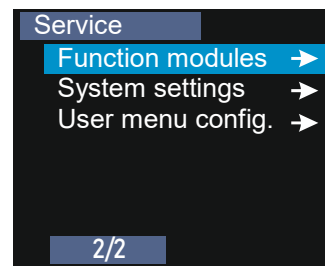 Service
Function modules
System settings
User menu config.
2/2